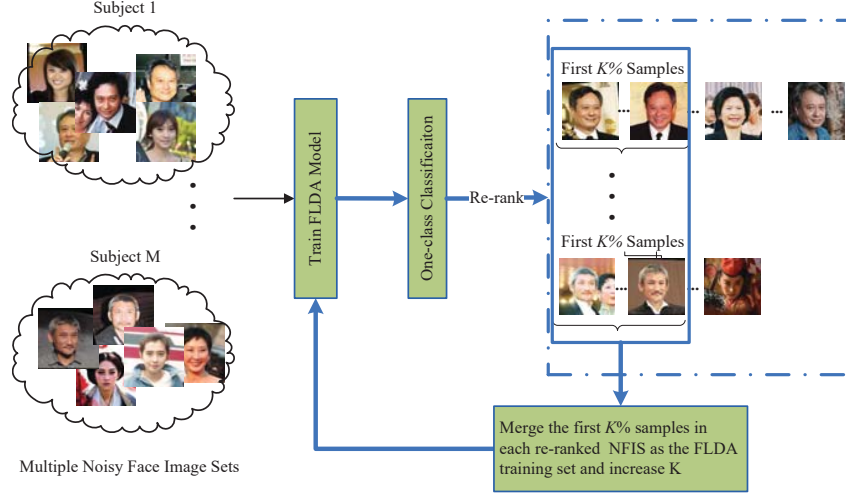 Subject 1
First K% Samples
Train FLDA Model
One-class Classificaiton
Re-rank
Subject M
First K% Samples
Merge the first K% samples in
each re-ranked NFIS as the FLDA
training set and increase K
Multiple Noisy Face Image Sets